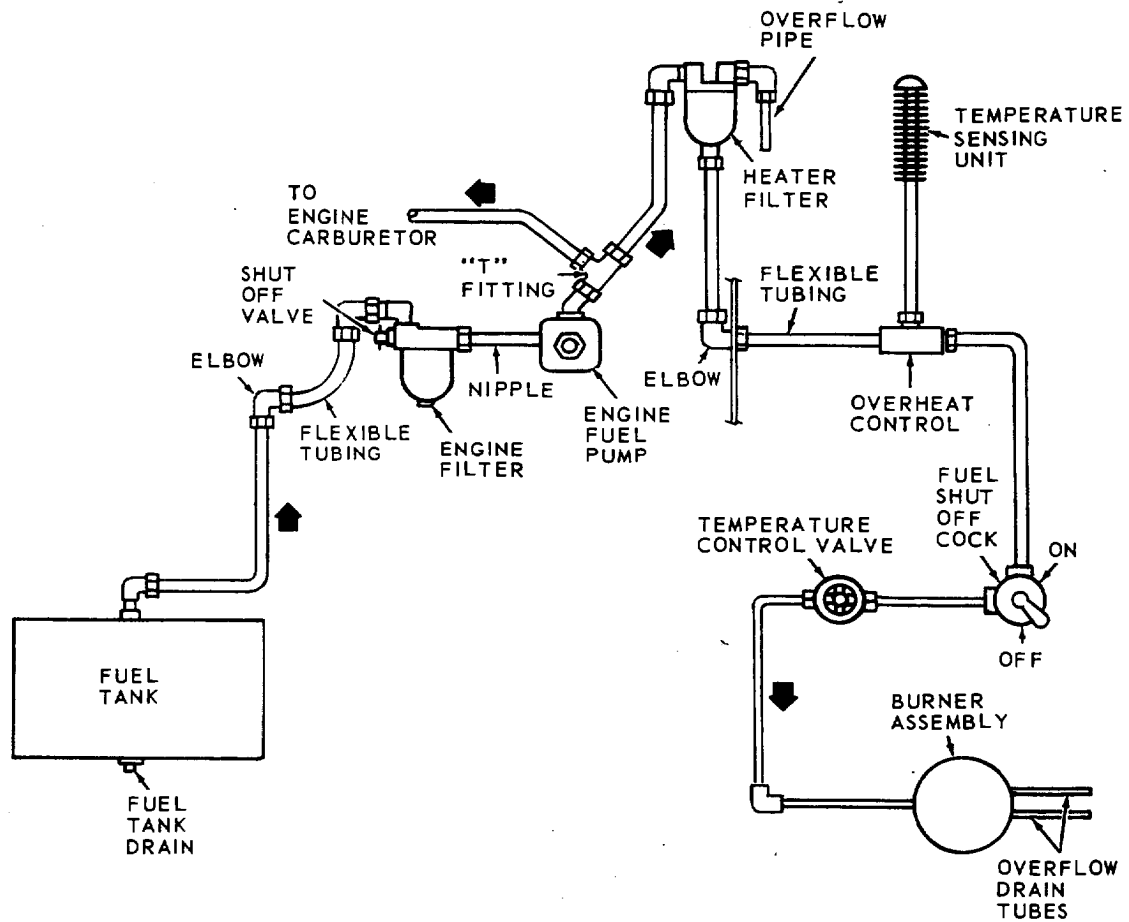 OVERFLOW
PIPE
TEMPERATURE
SENSING
UNIT
HEATER
FILTER
TO
ENGINE
CARBURETOR
"T"
FITTING
SHUT
OFF
VALVE
FLEXIBLE
TUBING
ELBOW
NIPPLE
ELBOW
FLEXIBLE
TUBING
ENGINE
FILTER
ENGINE
FUEL
PUMP
OVERHEAT
CONTROL
FUEL
SHUT
OFF
COCK
ON
TEMPERATURE
CONTROL VALVE
OFF
FUEL
TANK
BURNER
ASSEMBLY
FUEL
TANK
DRAIN
OVERFLOW
DRAIN
TUBES